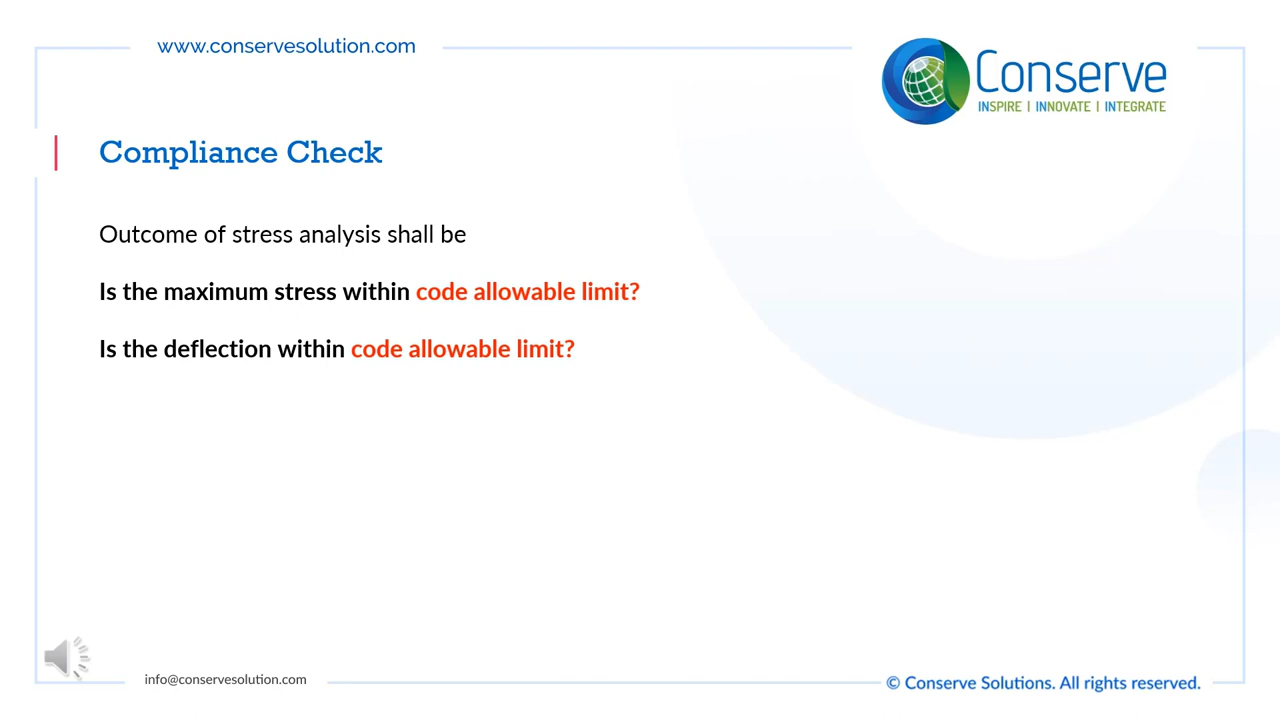 www.conservesolution.com
Conserve
INSPIRE | INNOVATE | INTEGRATE
Compliance Check
Outcome of stress analysis shall be
Is the maximum stress within code allowable limit?
Is the deflection within code allowable limit?
info@conservesolution.com
© Conserve Solutions. All rights reserved.